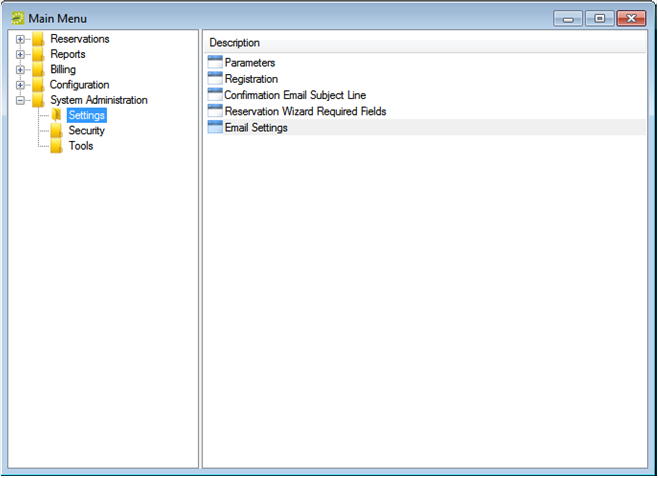 Main Menu
Reservations
Reports
Billing
Configuration
System Administration
Settings
Security
Tools
Description
Parameters
Registration
Confirmation Email Subject Line
Reservation Wizard Required Fields
Email Settings